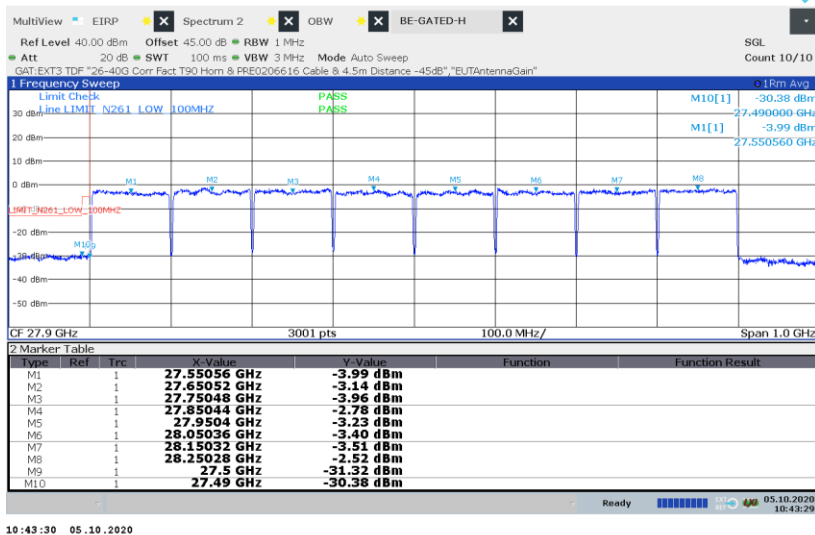 MultiView EIRP Spectrum 2 OBW BE-GATED-H
Ref Level 40.00 dBm Offset 45.00 dB RBW 1 MHz SGL
Att 20 dB SWT 100 ms VBW 3 MHz Mode Auto Sweep Count 10/10
GAT:EXT3 TDF "26-40G Corr Fact T90 Horn & PRE0206616 Cable & 4.5m Distance -45dB","EUTAntennaGain"
1 Frequency Sweep 1Rm Avg
Limit Check PASS M10[1] -30.38 dBm
Line LIMIT_N261_LOW_100MHZ PASS 27.490000 GHz
30 dBm
M1[1] -3.99 dBm
20 dBm 27.550560 GHz
10 dBm
0 dBm M1 M2 M3 M4 M5 M6 M7 M8
LIMIT_N261_LOW_100MHZ
-20 dBm
M10 9
-30 dBm
-40 dBm
-50 dBm
CF 27.9 GHz 3001 pts 100.0 MHz/ Span 1.0 GHz
2 Marker Table
Type Ref Trc X-Value Y-Value Function Function Result
M1 1 27.55056 GHz -3.99 dBm
M2 1 27.65052 GHz -3.14 dBm
M3 1 27.75048 GHz -3.96 dBm
M4 1 27.85044 GHz -2.78 dBm
M5 1 27.9504 GHz -3.23 dBm
M6 1 28.05036 GHz -3.40 dBm
M7 1 28.15032 GHz -3.51 dBm
M8 1 28.25028 GHz -2.52 dBm
M9 1 27.5 GHz -31.32 dBm
M10 1 27.49 GHz -30.38 dBm
Ready EXT REF 05.10.2020
10:43:29
10:43:30 05.10.2020